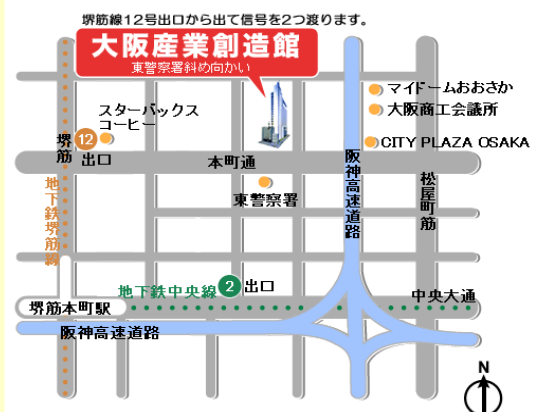 堺筋線12号出口から出て信号を2つ渡ります。
大阪産業創造館
東警察署斜め向かい
マイドームおおさか
大阪商工会議所
CITY PLAZA OSAKA
スターバックス
コーヒー
12
出口
堺筋
本町通
東警察署
阪神高速道路
松屋町筋
地下鉄堺筋線
地下鉄中央線
2
出口
中央大通
堺筋本町駅
阪神高速道路
N